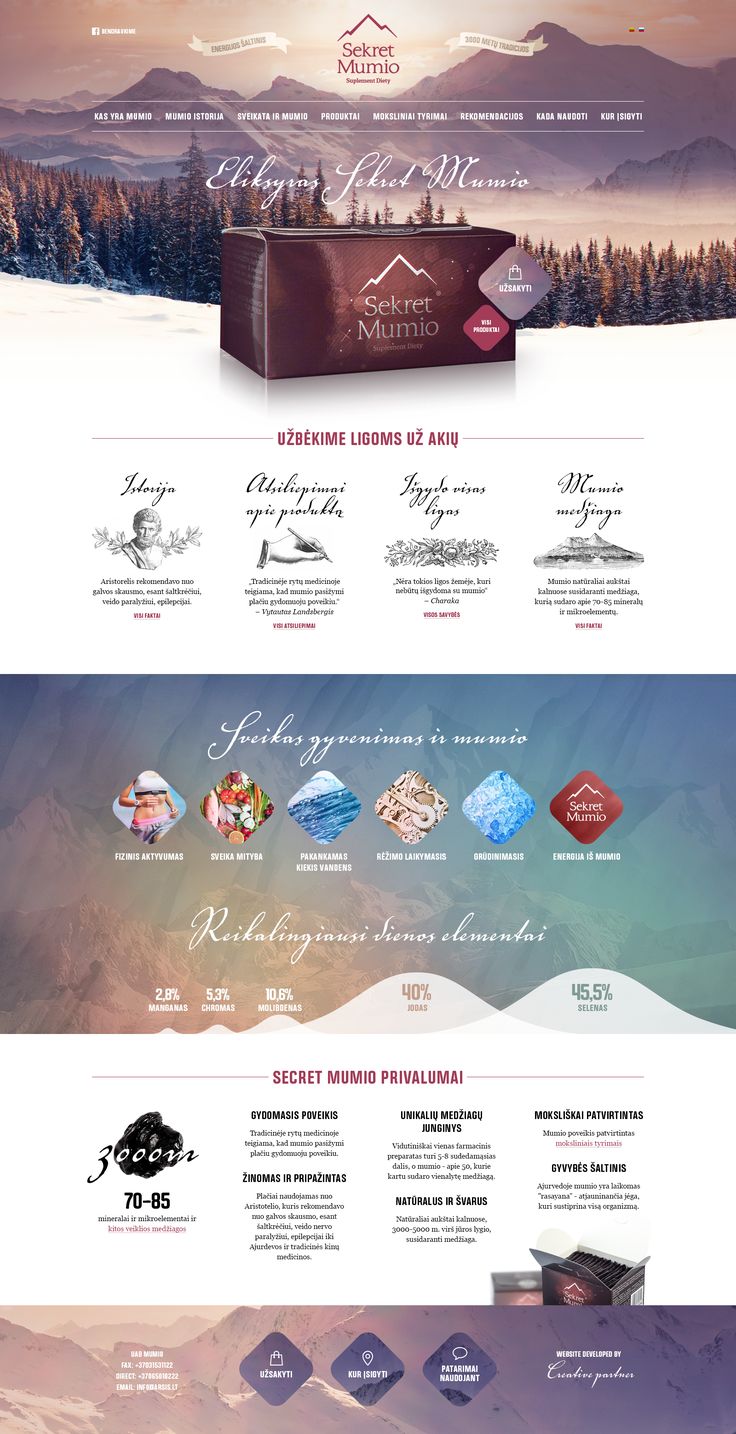 BENDRAUKIME
ENERGIJOS ŠALTINIS
Sekret
Mumio
Suplement Diety
3000 METŲ TRADICIJOS
KAS YRA MUMIO MUMIO ISTORIJA SVEIKATA IR MUMIO PRODUKTAI MOKSLINIAI TYRIMAI REKOMENDACIJOS KADA NAUDOTI KUR ĮSIGYTI
Eliksyras Sekret Mumio
Sekret
Mumio®
Suplement Diety
UŽSAKYTI
VISI
PRODUKTAI
UŽBĖKIME LIGOMS UŽ AKIŲ
Istorija
Aristorelis rekomendavo nuo
galvos skausmo, esant šaltkrėčiui,
veido paralyžiui, epilepcijai.
VISI FAKTAI
Atsiliepimai
apie produktą
„Tradicinėje rytų medicinoje
teigiama, kad mumio pasižymi
plačiu gydomuoju poveikiu.“
– Vytautas Landsbergis
VISI ATSILIEPIMAI
Išgydo visas
ligas
„Nėra tokios ligos žemėje, kuri
nebūtų išgydoma su mumio“
– Charaka
VISOS SAVYBĖS
Mumio
medžiaga
Mumio natūraliai aukštai
kalnuose susidaranti medžiaga,
kurią sudaro apie 70-85 mineralų
ir mikroelementų.
VISI FAKTAI
Sveikas gyvenimas ir mumio
FIZINIS AKTYVUMAS
SVEIKA MITYBA
PAKANKAMAS
KIEKIS VANDENS
RĖŽIMO LAIKYMASIS
GRŪDINIMASIS
Sekret
Mumio
ENERGIJA IŠ MUMIO
Reikalingiausi dienos elementai
2,8%
MANGANAS
5,3%
CHROMAS
10,6%
MOLIBDENAS
40%
JODAS
45,5%
SELENAS
SECRET MUMIO PRIVALUMAI
3000m
70-85
mineralai ir mikroelementai ir
kitos veiklios medžiagos
GYDOMASIS POVEIKIS
Tradicinėje rytų medicinoje
teigiama, kad mumio pasižymi
plačiu gydomuoju poveikiu.
ŽINOMAS IR PRIPAŽINTAS
Plačiai naudojamas nuo
Aristotelio, kuris rekomendavo
nuo galvos skausmo, esant
šaltkrėčiui, veido nervo
paralyžiui, epilepcijai iki
Ajurdevos ir tradicinės kinų
medicinos.
UNIKALIŲ MEDŽIAGŲ
JUNGINYS
Vidutiniškai vienas farmacinis
preparatas turi 5-8 sudedamąsias
dalis, o mumio - apie 50, kurie
kartu sudaro vienalytę medžiagą.
NATŪRALUS IR ŠVARUS
Natūraliai aukštai kalnuose,
3000-5000 m. virš jūros lygio,
susidaranti medžiaga.
MOKSLIŠKAI PATVIRTINTAS
Mumio poveikis patvirtintas
moksliniais tyrimais
GYVYBĖS ŠALTINIS
Ajurvedoje mumio yra laikomas
"rasayana" - atjauninančia jėga,
kuri sustiprina visą organizmą.
Sekret
Mumio
UAB MUMIO
FAX: +37031531122
DIRECT: +37065010222
EMAIL: INFO@ARSIS.LT
UŽSAKYTI
KUR ĮSIGYTI
PATARIMAI
NAUDOJANT
WEBSITE DEVELOPED BY
Creative partner